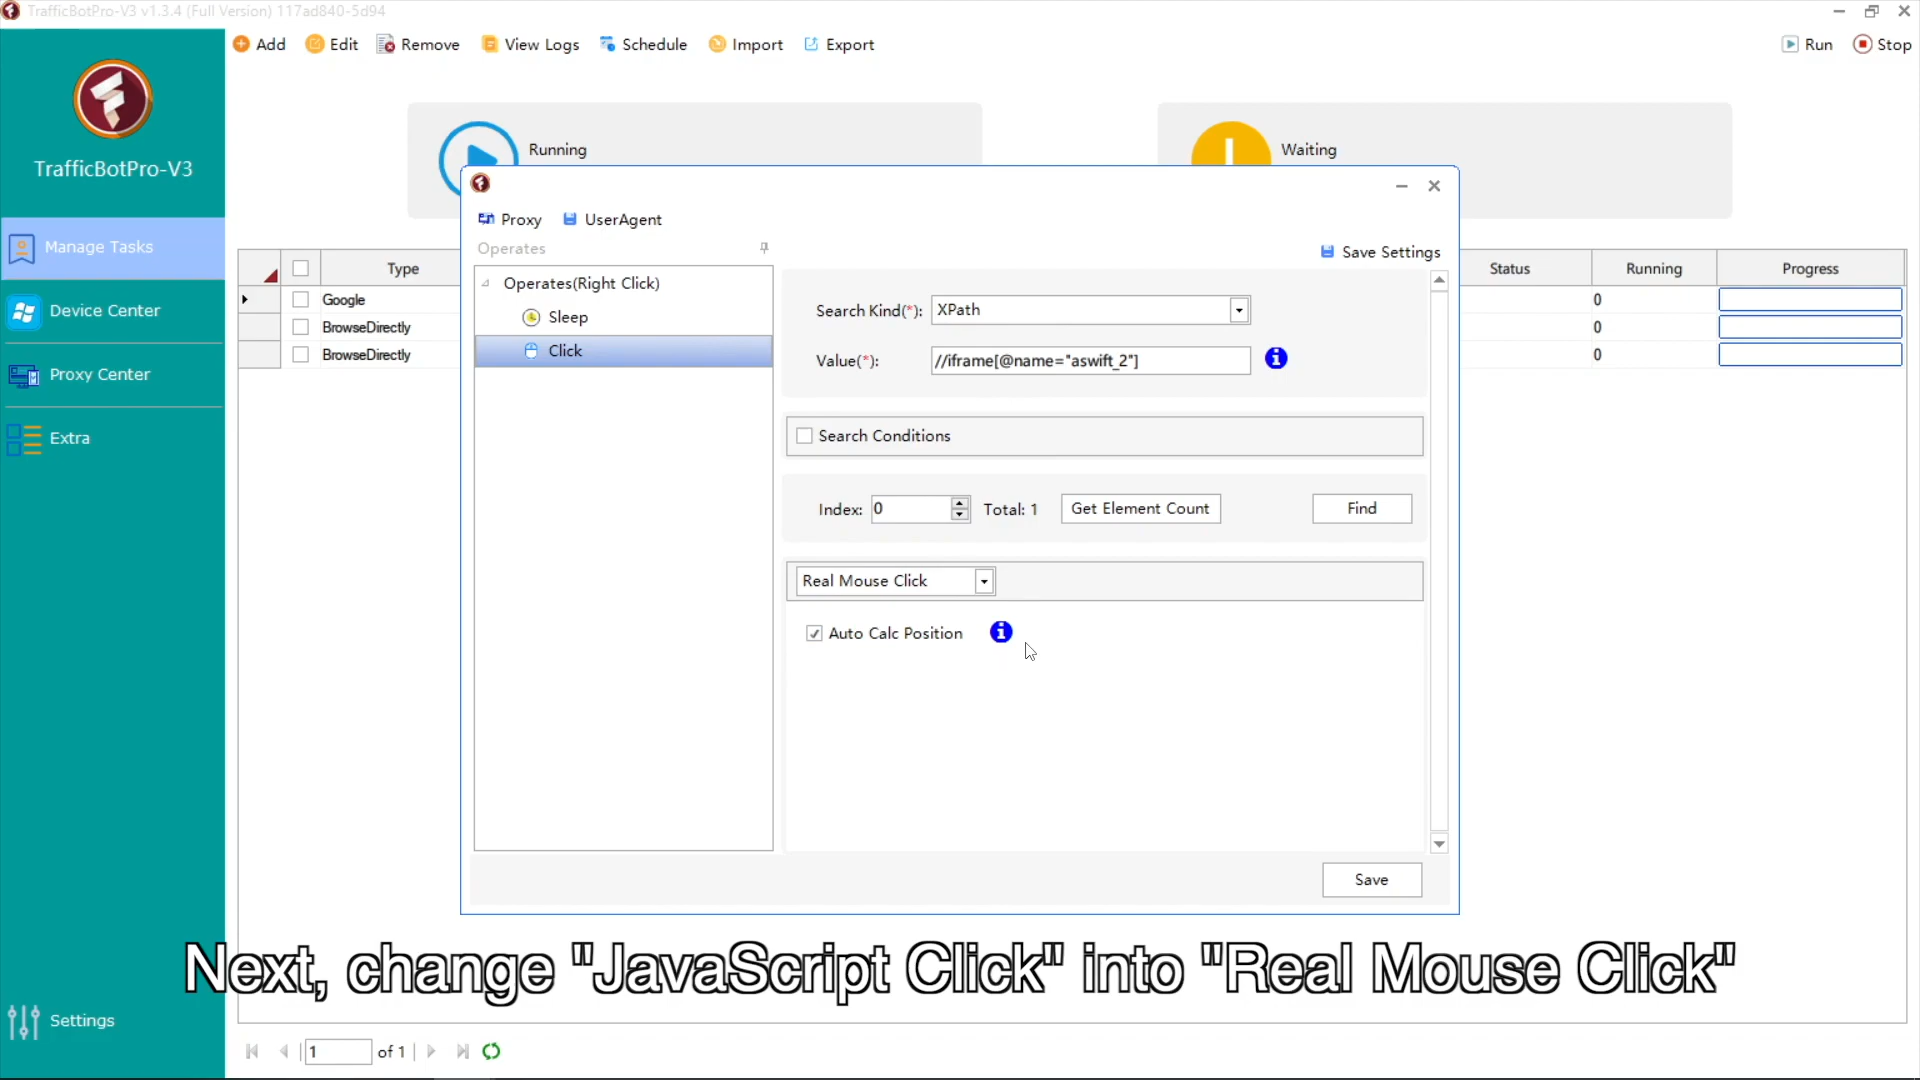 TrafficBotPro-V3 v1.3.4 (Full Version) 117ad840-5d94
Add Edit Remove View Logs Schedule Import Export Run Stop
TrafficBotPro-V3
Manage Tasks
Device Center
Proxy Center
Extra
Settings
Running
Waiting
Type Status Running Progress
Google 0
BrowseDirectly 0
BrowseDirectly 0
Proxy UserAgent
Operates
Save Settings
Operates(Right Click)
Sleep
Click
Search Kind(*): XPath
Value(*): //iframe[@name="aswift_2"]
Search Conditions
Index: 0 Total: 1 Get Element Count Find
Real Mouse Click
Auto Calc Position
Save
Next, change "JavaScript Click" into "Real Mouse Click"
1 of 1